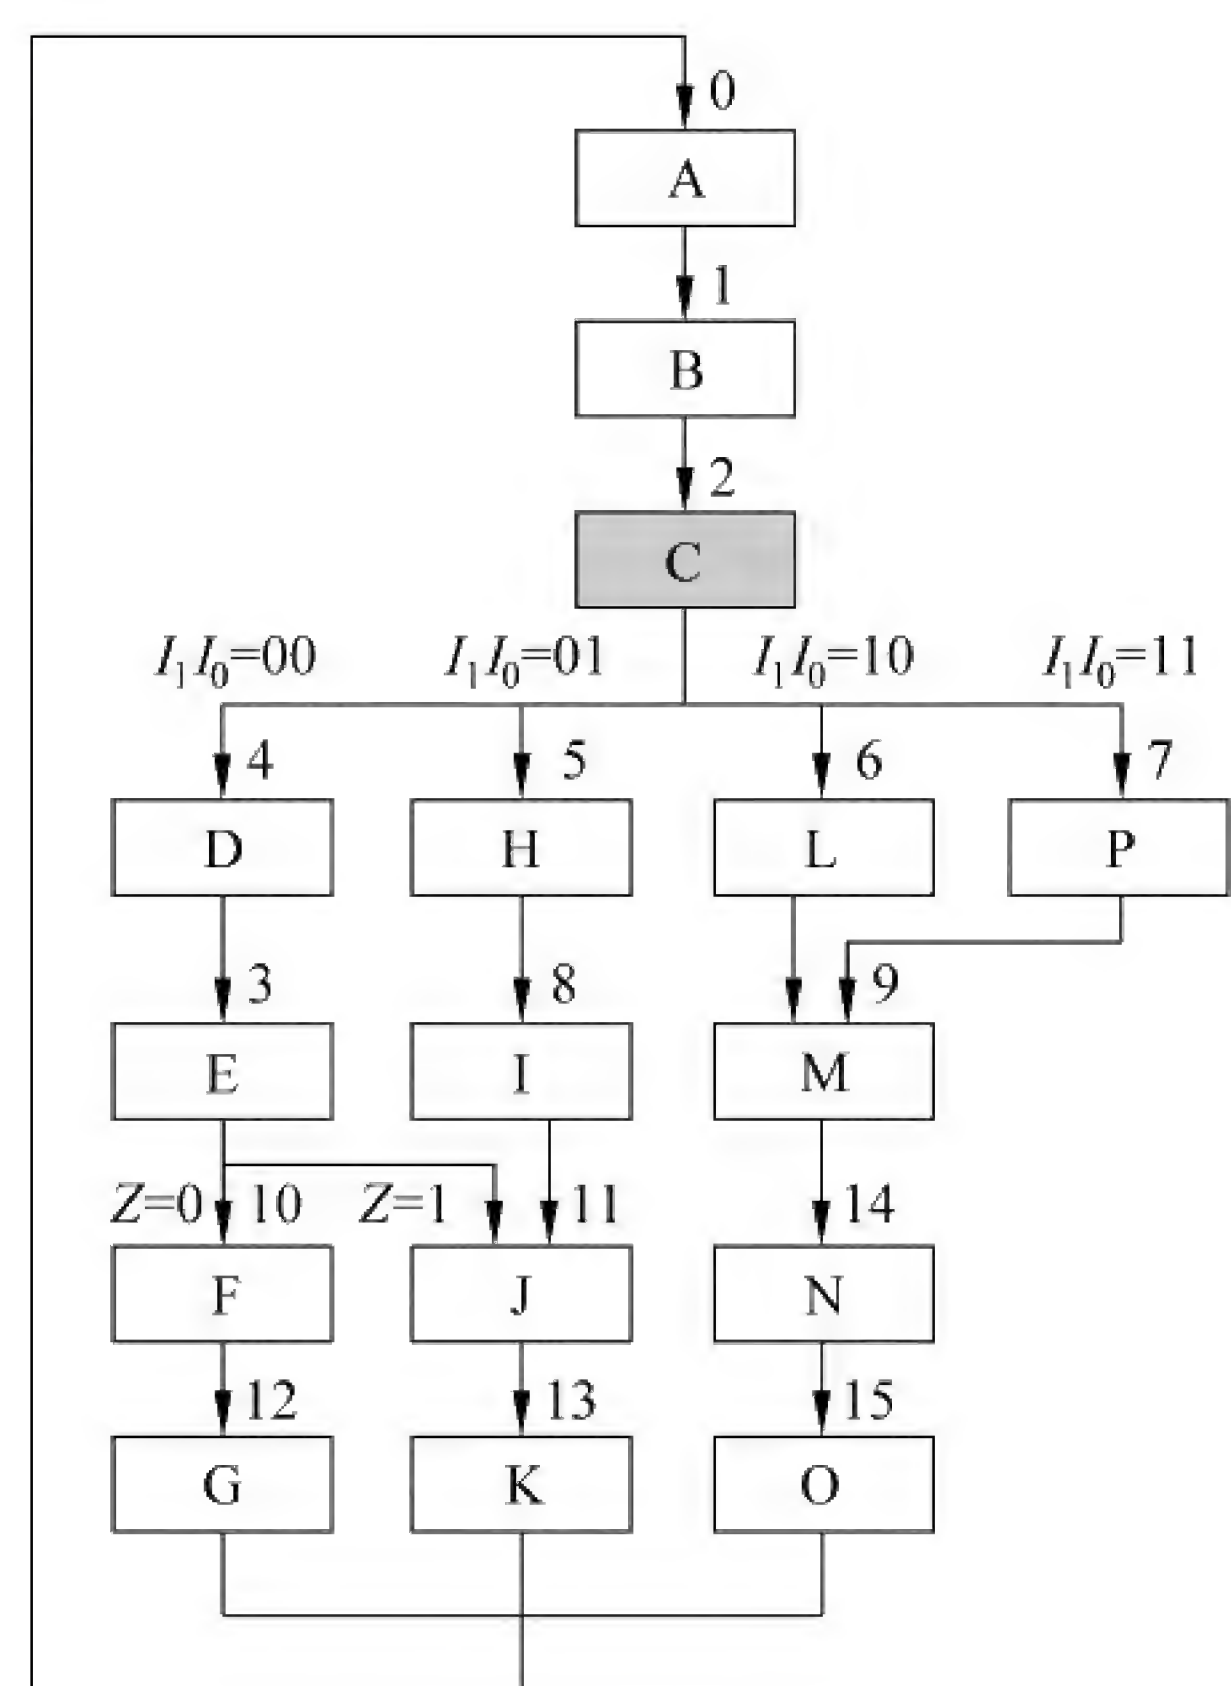 0
A
1
B
2
C
I₁I₀=00 I₁I₀=01 I₁I₀=10 I₁I₀=11
4 5 6 7
D H L P
3 8 9
E I M
Z=0 10 Z=1 11 14
F J N
12 13 15
G K O